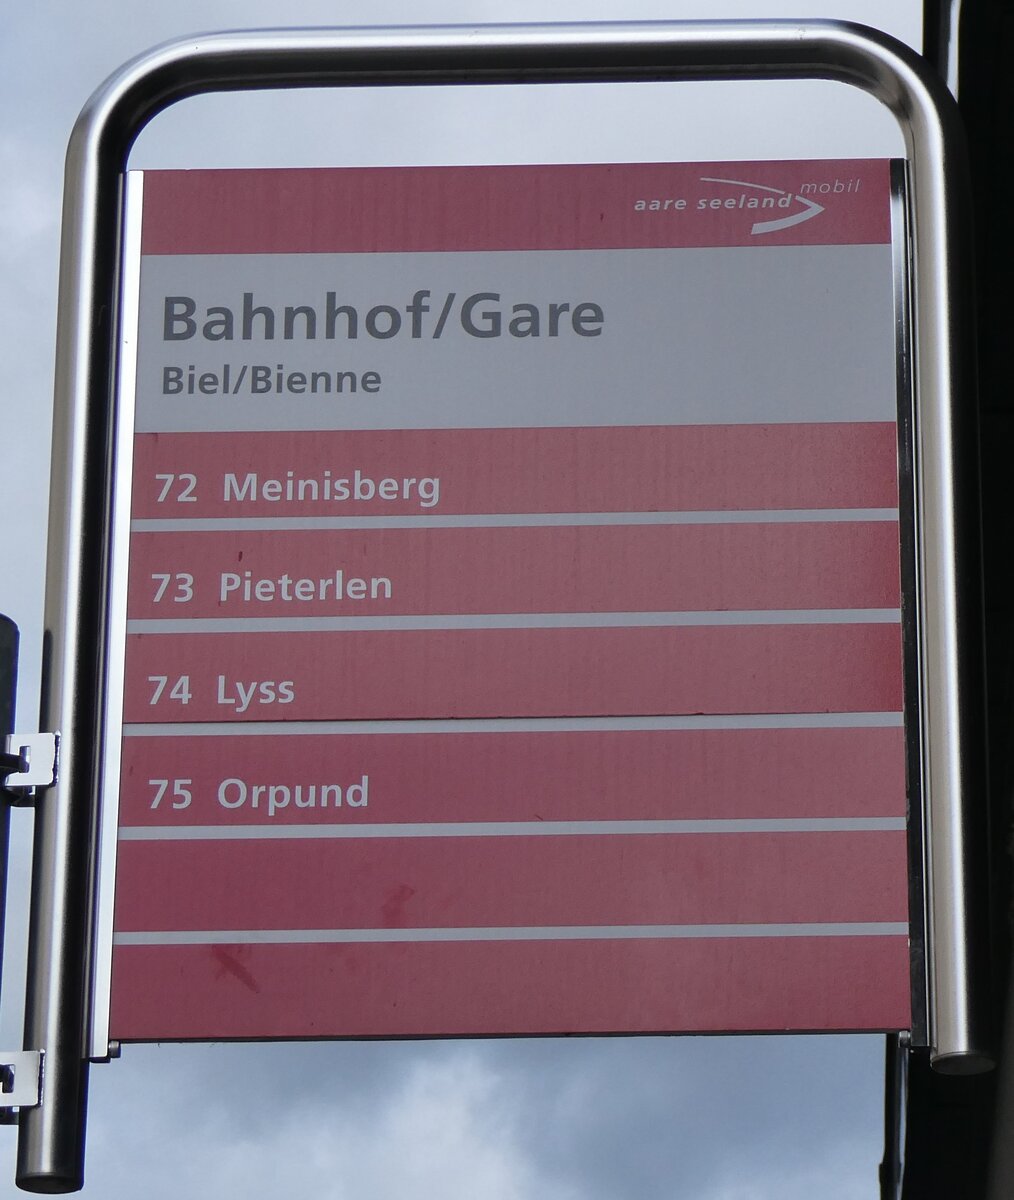 mobil
aare seeland
Bahnhof/Gare
Biel/Bienne
72 Meinisberg
73 Pieterlen
74 Lyss
75 Orpund